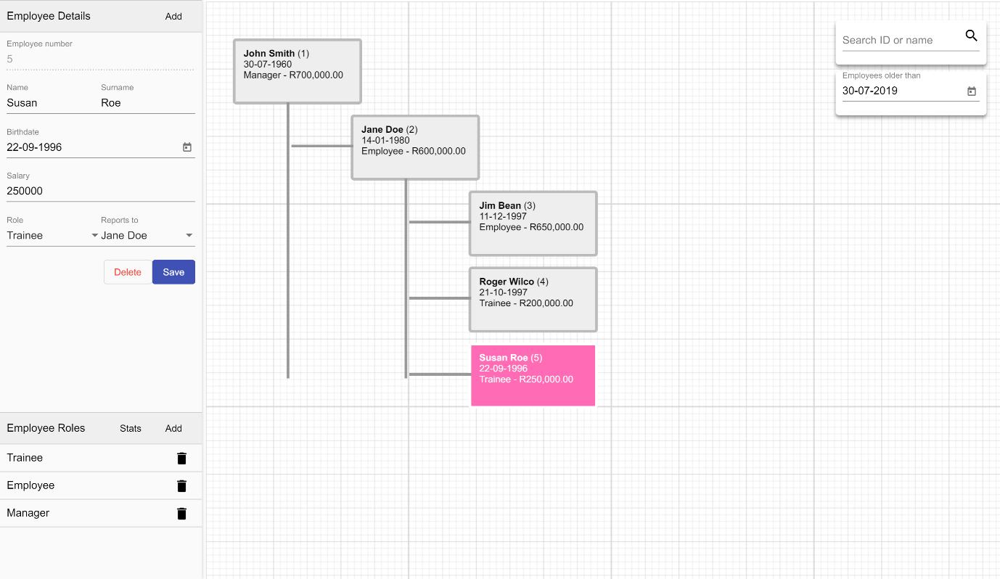 Employee Details Add
Employee number
5
Name Surname
Susan Roe
Birthdate
22-09-1996
Salary
250000
Role Reports to
Trainee Jane Doe
Delete Save
Employee Roles Stats Add
Trainee
Employee
Manager
John Smith (1)
30-07-1960
Manager - R700,000.00
Jane Doe (2)
14-01-1980
Employee - R600,000.00
Jim Bean (3)
11-12-1997
Employee - R650,000.00
Roger Wilco (4)
21-10-1997
Trainee - R200,000.00
Susan Roe (5)
22-09-1996
Trainee - R250,000.00
Search ID or name
Employees older than
30-07-2019